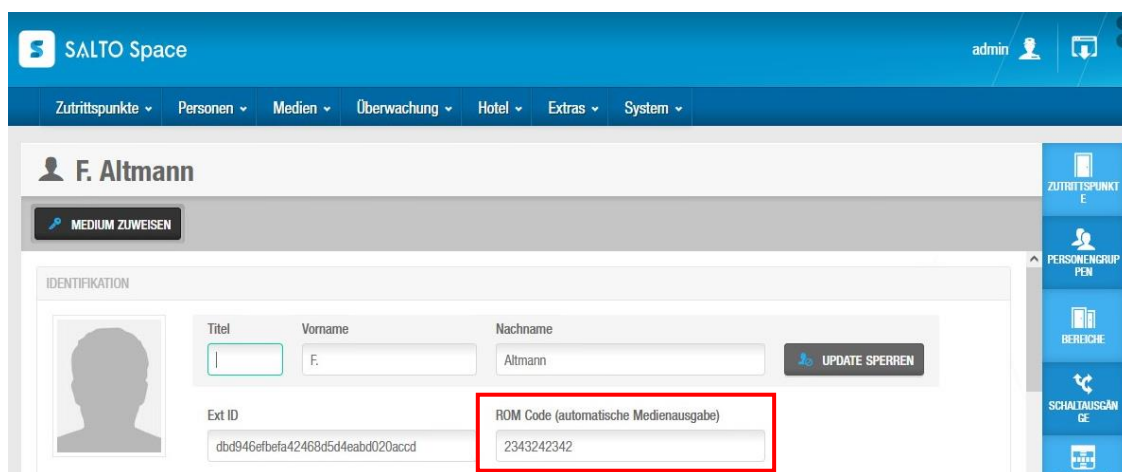 SALTO Space
admin
Zutrittspunkte Personen Medien Überwachung Hotel Extras System
F. Altmann
MEDIUM ZUWEISEN
IDENTIFIKATION
Titel Vorname Nachname
F. Altmann UPDATE SPERREN
Ext ID ROM Code (automatische Medienausgabe)
dbd946efbefa42468d5d4eabd020accd 2343242342
ZUTRITTSPUNKT
E
PERSONENGRUP
PEN
BEREICHE
SCHALTAUSGÄN
GE